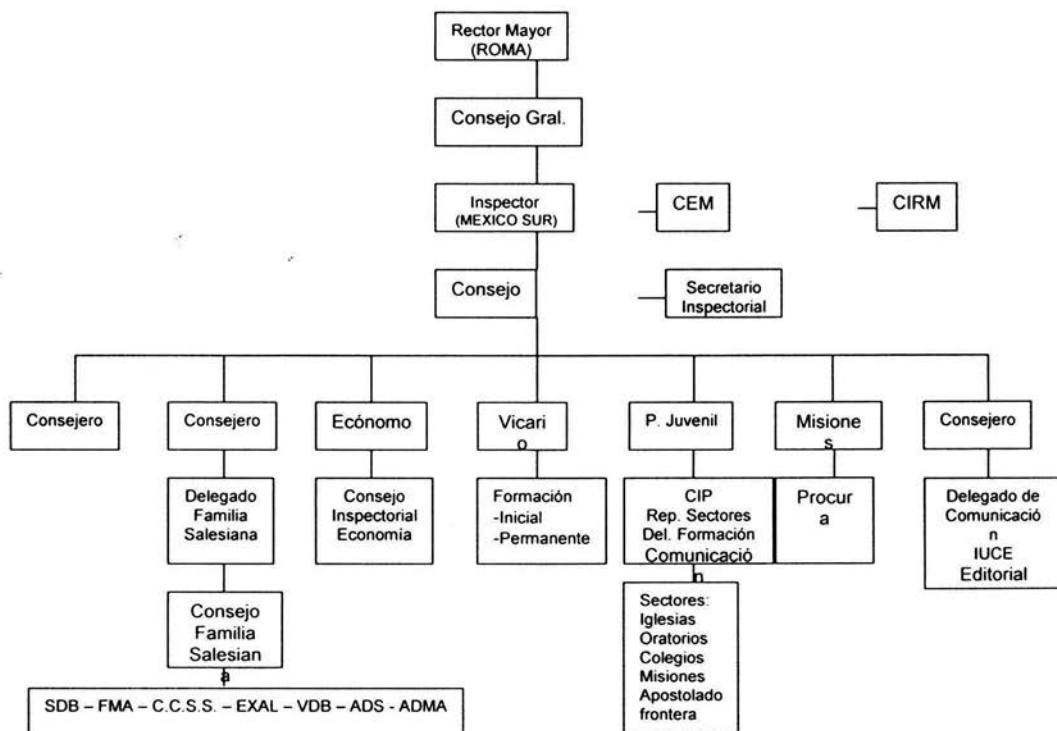 Rector Mayor
(ROMA)
Consejo Gral.
Inspector
(MEXICO SUR)
CEM
CIRM
Consejo
Secretario
Inspectorial
Consejero
Consejero
Ecónomo
Vicari
o
P. Juvenil
Misione
s
Consejero
Delegado
Familia
Salesiana
Consejo
Inspectorial
Economía
Formación
-Inicial
-Permanente
CIP
Rep. Sectores
Del. Formación
Comunicació
n
Procur
a
Delegado de
Comunicació
n
IUCE
Editorial
Consejo
Familia
Salesian
a
Sectores:
Iglesias
Oratorios
Colegios
Misiones
Apostolado
frontera
SDB – FMA – C.C.S.S. – EXAL – VDB – ADS - ADMA